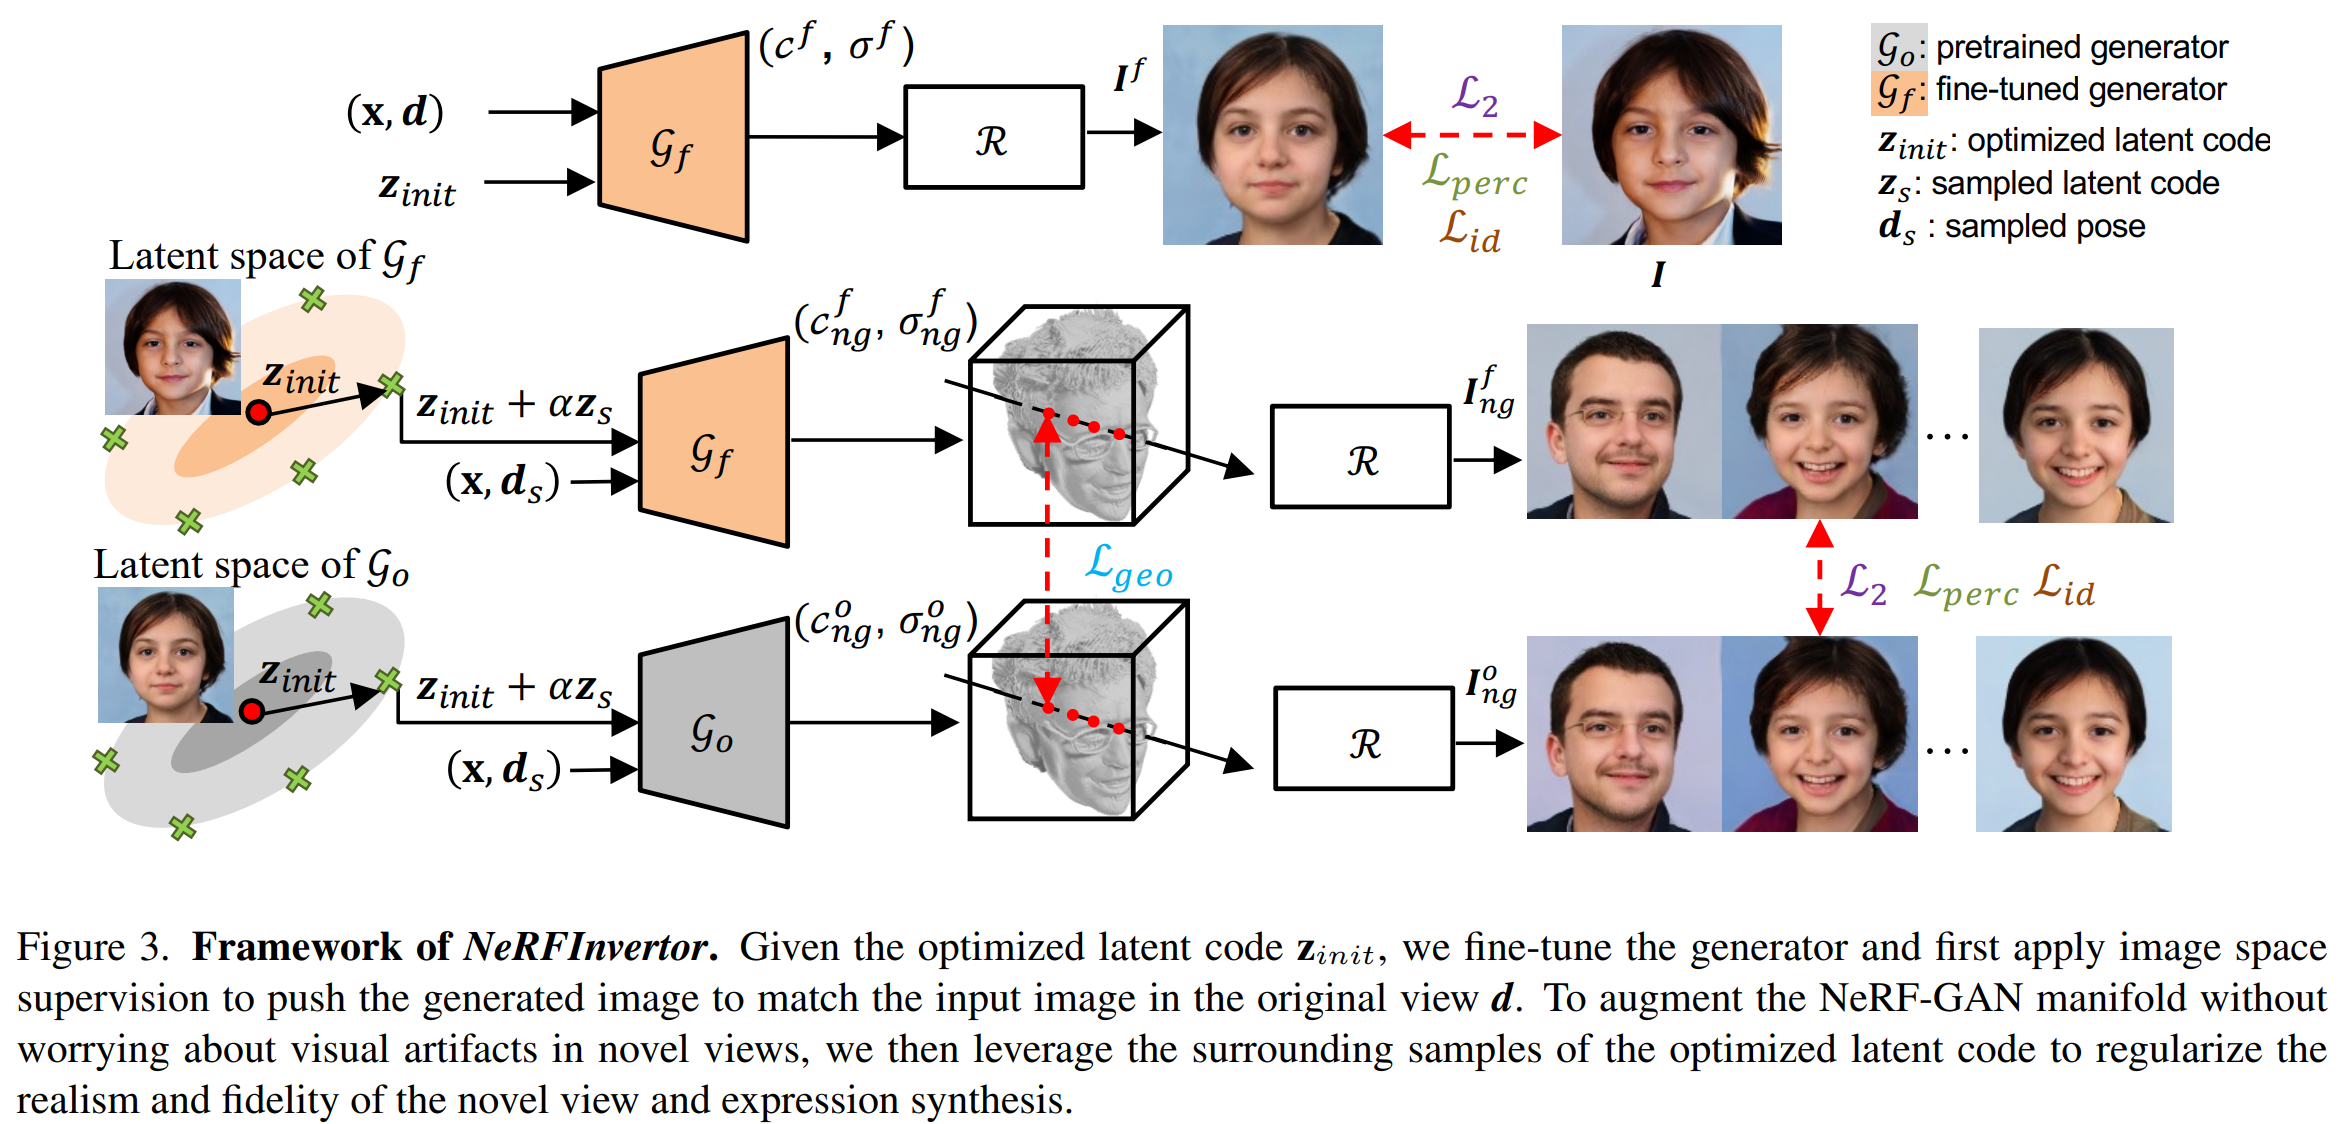 (x, d)
z_init
𝒢_f
(c^f, σ^f)
ℛ
I^f
ℒ_2
ℒ_perc
ℒ_id
I
𝒢_o: pretrained generator
𝒢_f: fine-tuned generator
z_init: optimized latent code
z_s: sampled latent code
d_s : sampled pose
Latent space of 𝒢_f
z_init
z_init + αz_s
(x, d_s)
𝒢_f
(c_ng^f, σ_ng^f)
ℛ
I_ng^f
...
ℒ_geo
ℒ_2 ℒ_perc ℒ_id
Latent space of 𝒢_o
z_init
z_init + αz_s
(x, d_s)
𝒢_o
(c_ng^o, σ_ng^o)
ℛ
I_ng^o
...
Figure 3. Framework of NeRFInvertor. Given the optimized latent code z_init, we fine-tune the generator and first apply image space
supervision to push the generated image to match the input image in the original view d. To augment the NeRF-GAN manifold without
worrying about visual artifacts in novel views, we then leverage the surrounding samples of the optimized latent code to regularize the
realism and fidelity of the novel view and expression synthesis.